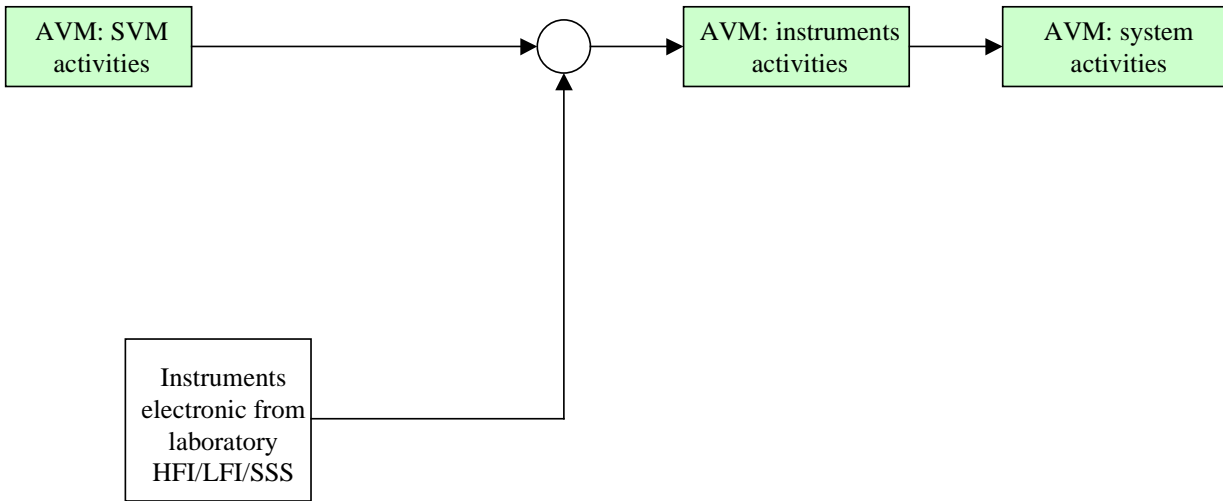 AVM: SVM
activities
AVM: instruments
activities
AVM: system
activities
Instruments
electronic from
laboratory
HFI/LFI/SSS